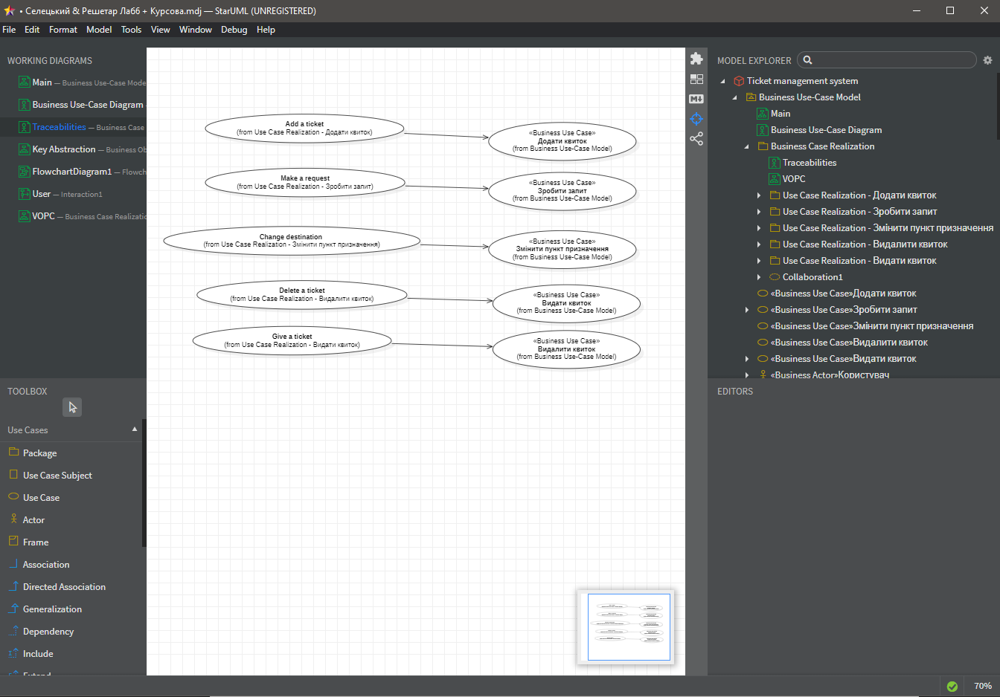 • Селецький & Решетар Лабб + Курсова.mdj — StarUML (UNREGISTERED)
File Edit Format Model Tools View Window Debug Help
WORKING DIAGRAMS
Main — Business Use-Case Mode
Business Use-Case Diagram
Traceabilities — Business Case
Key Abstraction — Business Ob
FlowchartDiagram1 — Flowch
User — Interaction1
VOPC — Business Case Realizatio
TOOLBOX
Use Cases
Package
Use Case Subject
Use Case
Actor
Frame
Association
Directed Association
Generalization
Dependency
Include
Extend
Add a ticket
(from Use Case Realization - Додати квиток)
«Business Use Case»
Додати квиток
(from Business Use-Case Model)
Make a request
(from Use Case Realization - Зробити запит)
«Business Use Case»
Зробити запит
(from Business Use-Case Model)
Change destination
(from Use Case Realization - Змінити пункт призначення)
«Business Use Case»
Змінити пункт призначення
(from Business Use-Case Model)
Delete a ticket
(from Use Case Realization - Видалити квиток)
«Business Use Case»
Видати квиток
(from Business Use-Case Model)
Give a ticket
(from Use Case Realization - Видати квиток)
«Business Use Case»
Видалити квиток
(from Business Use-Case Model)
M
MODEL EXPLORER
Ticket management system
Business Use-Case Model
Main
Business Use-Case Diagram
Business Case Realization
Traceabilities
VOPC
Use Case Realization - Додати квиток
Use Case Realization - Зробити запит
Use Case Realization - Змінити пункт призначення
Use Case Realization - Видалити квиток
Use Case Realization - Видати квиток
Collaboration1
«Business Use Case»Додати квиток
«Business Use Case»Зробити запит
«Business Use Case»Змінити пункт призначення
«Business Use Case»Видалити квиток
«Business Use Case»Видати квиток
«Business Actor»Користувач
EDITORS
70%